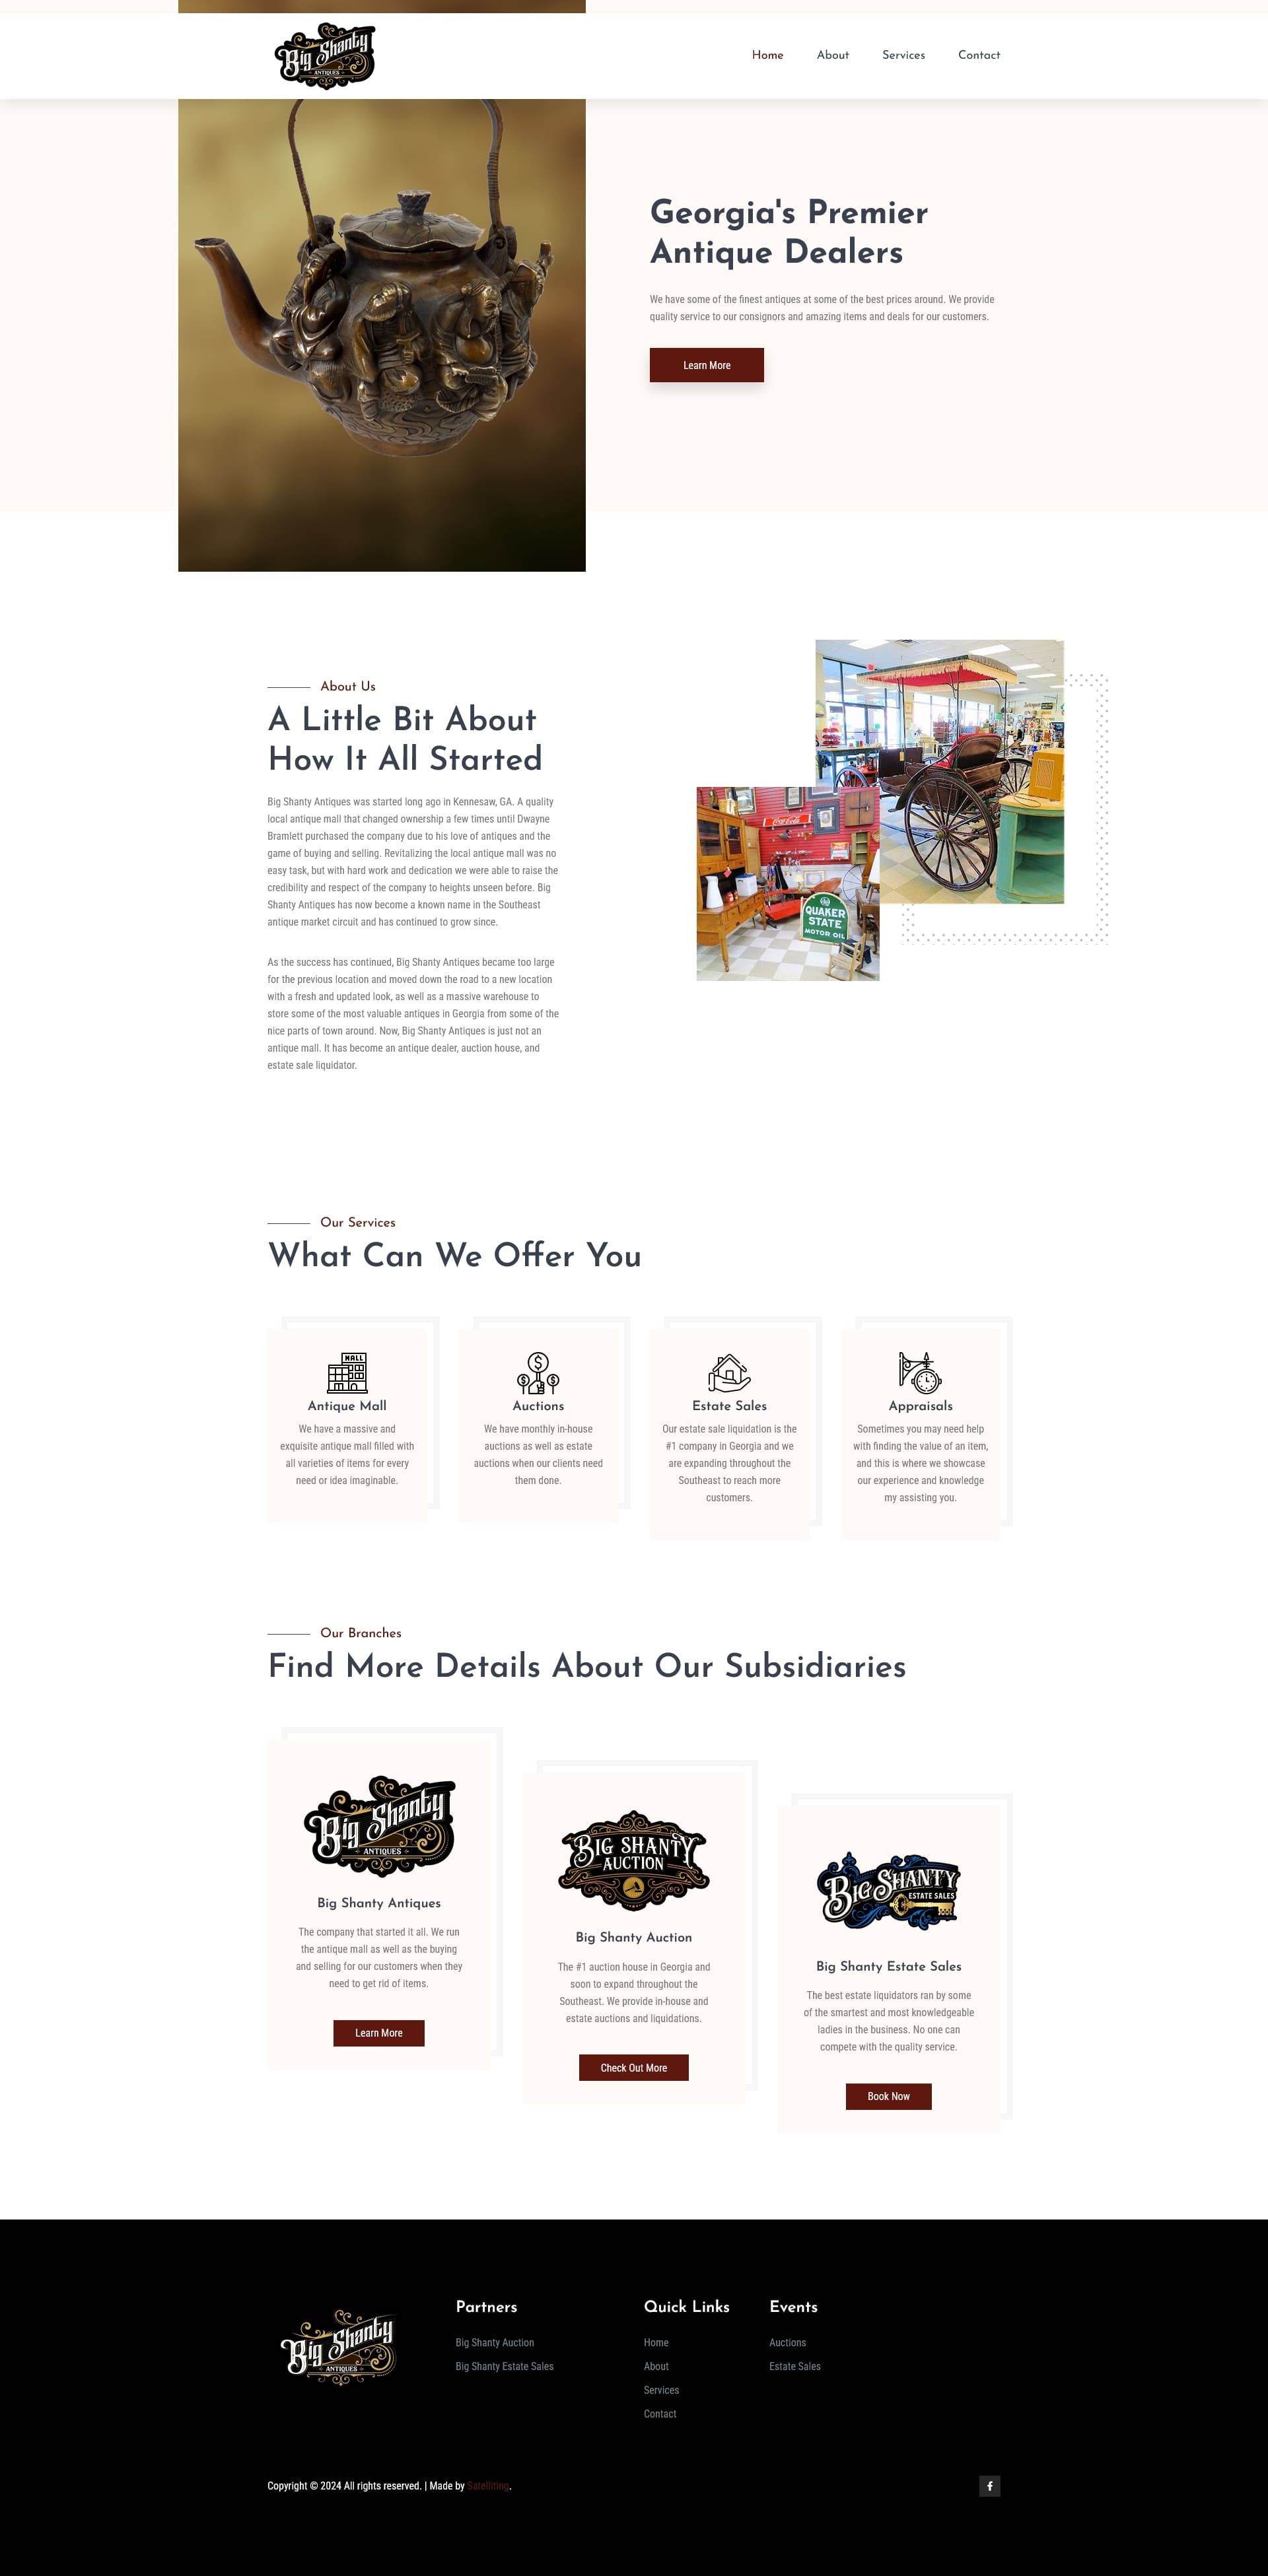 Big Shanty
ANTIQUES
Home
About
Services
Contact
Georgia's Premier
Antique Dealers
We have some of the finest antiques at some of the best prices around. We provide
quality service to our consignors and amazing items and deals for our customers.
Learn More
About Us
A Little Bit About
How It All Started
Big Shanty Antiques was started long ago in Kennesaw, GA. A quality
local antique mall that changed ownership a few times until Dwayne
Bramlett purchased the company due to his love of antiques and the
game of buying and selling. Revitalizing the local antique mall was no
easy task, but with hard work and dedication we were able to raise the
credibility and respect of the company to heights unseen before. Big
Shanty Antiques has now become a known name in the Southeast
antique market circuit and has continued to grow since.
As the success has continued, Big Shanty Antiques became too large
for the previous location and moved down the road to a new location
with a fresh and updated look, as well as a massive warehouse to
store some of the most valuable antiques in Georgia from some of the
nice parts of town around. Now, Big Shanty Antiques is just not an
antique mall. It has become an antique dealer, auction house, and
estate sale liquidator.
Coca-Cola
QUAKER
STATE
MOTOR OIL
Our Services
What Can We Offer You
MALL
Antique Mall
We have a massive and
exquisite antique mall filled with
all varieties of items for every
need or idea imaginable.
Auctions
We have monthly in-house
auctions as well as estate
auctions when our clients need
them done.
Estate Sales
Our estate sale liquidation is the
#1 company in Georgia and we
are expanding throughout the
Southeast to reach more
customers.
Appraisals
Sometimes you may need help
with finding the value of an item,
and this is where we showcase
our experience and knowledge
my assisting you.
Our Branches
Find More Details About Our Subsidiaries
Big Shanty
ANTIQUES
Big Shanty Antiques
The company that started it all. We run
the antique mall as well as the buying
and selling for our customers when they
need to get rid of items.
Learn More
BIG SHANTY
AUCTION
Big Shanty Auction
The #1 auction house in Georgia and
soon to expand throughout the
Southeast. We provide in-house and
estate auctions and liquidations.
Check Out More
BIG SHANTY
ESTATE SALES
Big Shanty Estate Sales
The best estate liquidators ran by some
of the smartest and most knowledgeable
ladies in the business. No one can
compete with the quality service.
Book Now
Big Shanty
ANTIQUES
Partners
Big Shanty Auction
Big Shanty Estate Sales
Quick Links
Home
About
Services
Contact
Events
Auctions
Estate Sales
Copyright © 2024 All rights reserved. | Made by Satelliting.